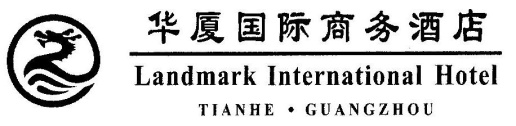 华厦国际商务酒店
Landmark International Hotel
TIANHE • GUANGZHOU